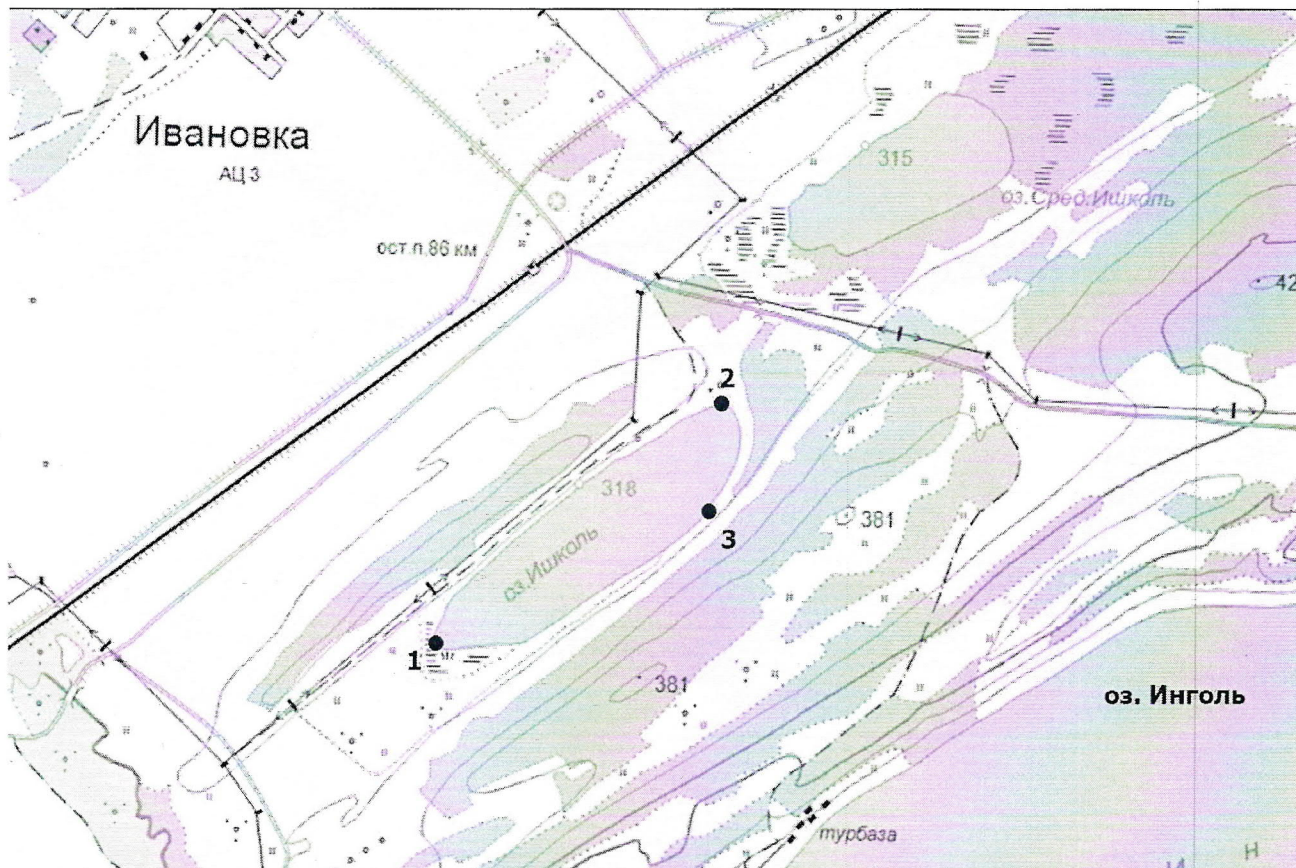 Ивановка
АЦ 3
315
оз.Сред.Ишколь
ост.п.86 км
42
2
318
381
3
оз.Ишколь
1
381
оз. Инголь
турбаза
Н